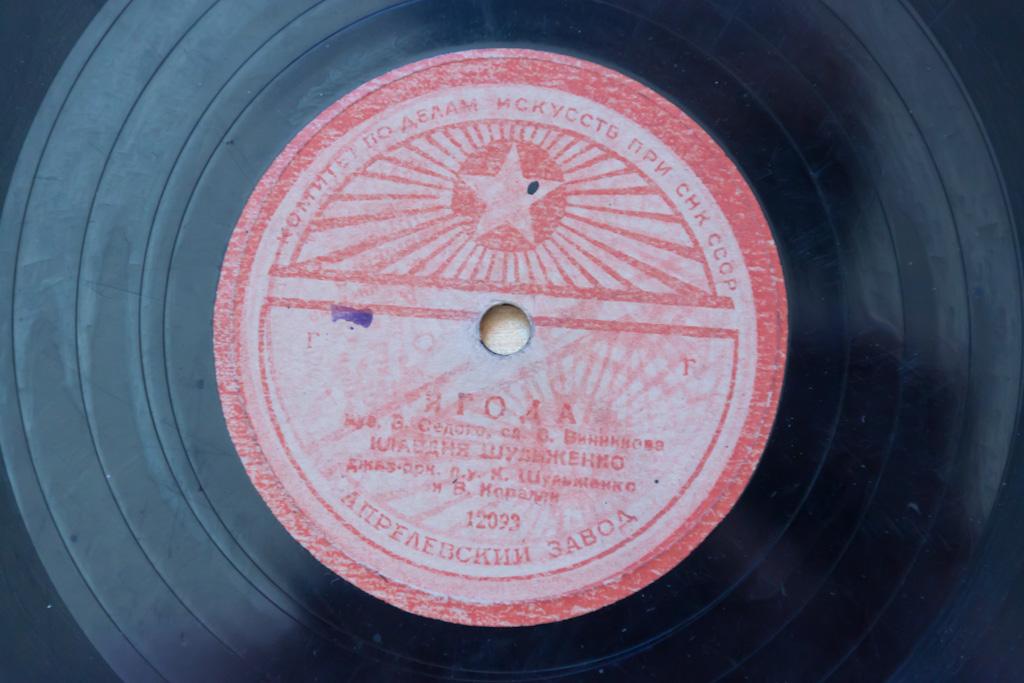 КОМИТЕТ ПО ДЕЛАМ ИСКУССТВ ПРИ СНК СССР
Г Г
ЯГОДА
муз. В. Седого, сл. С. Винникова
КЛАВДИЯ ШУЛЬЖЕНКО
джаз-орк. п.у. К. Шульженко
и В. Коралли
12093
АПРЕЛЕВСКИЙ ЗАВОД